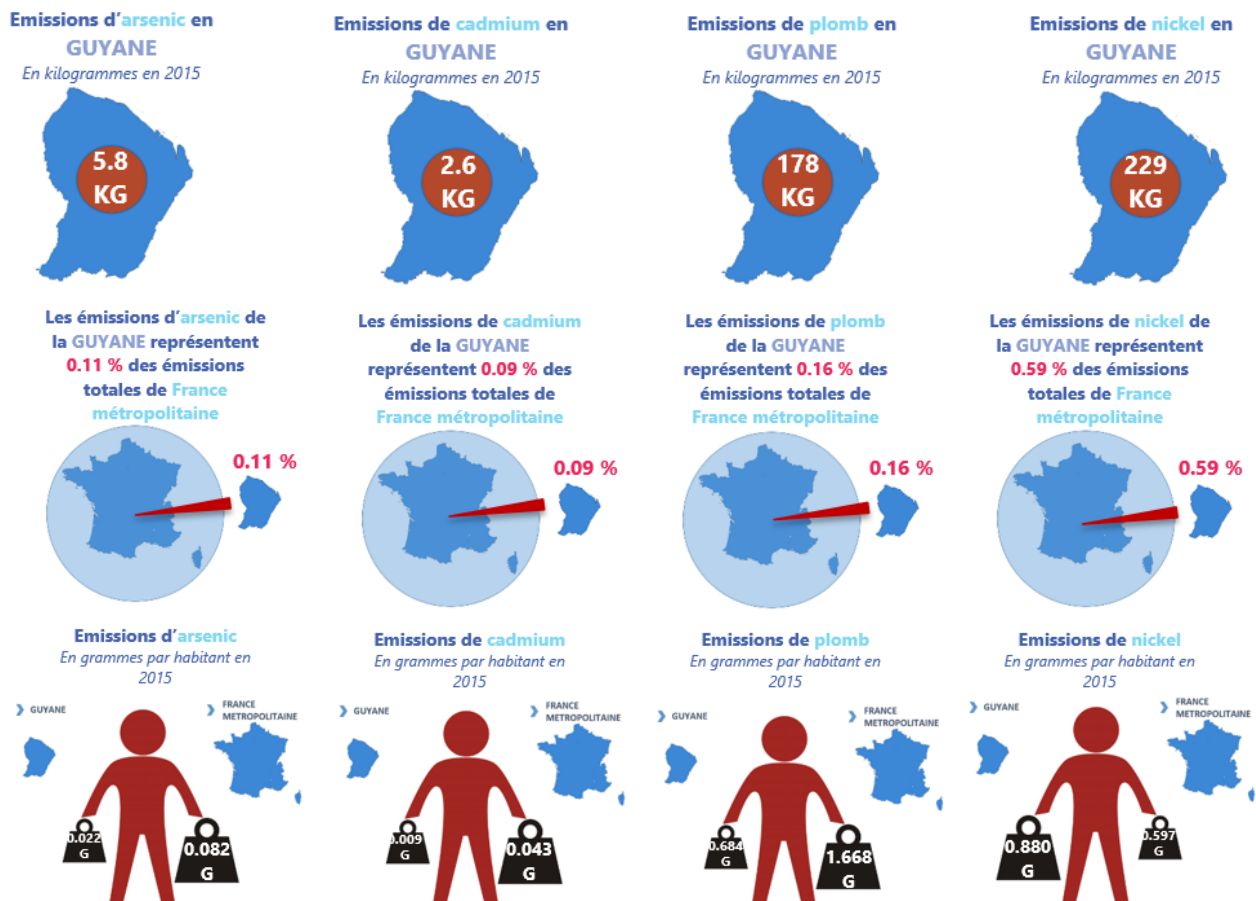 Emissions d'arsenic en
GUYANE
En kilogrammes en 2015
5.8
KG
Emissions de cadmium en
GUYANE
En kilogrammes en 2015
2.6
KG
Emissions de plomb en
GUYANE
En kilogrammes en 2015
178
KG
Emissions de nickel en
GUYANE
En kilogrammes en 2015
229
KG
Les émissions d'arsenic de
la GUYANE représentent
0.11 % des émissions
totales de France
métropolitaine
0.11 %
Les émissions de cadmium
de la GUYANE
représentent 0.09 % des
émissions totales de
France métropolitaine
0.09 %
Les émissions de plomb
de la GUYANE
représentent 0.16 % des
émissions totales de
France métropolitaine
0.16 %
Les émissions de nickel de
la GUYANE représentent
0.59 % des émissions
totales de France
métropolitaine
0.59 %
Emissions d'arsenic
En grammes par habitant en
2015
GUYANE
FRANCE
METROPOLITAINE
0.022
G
0.082
G
Emissions de cadmium
En grammes par habitant en
2015
GUYANE
FRANCE
METROPOLITAINE
0.009
G
0.043
G
Emissions de plomb
En grammes par habitant en
2015
GUYANE
FRANCE
METROPOLITAINE
0.684
G
1.668
G
Emissions de nickel
En grammes par habitant en
2015
GUYANE
FRANCE
METROPOLITAINE
0.880
G
0.597
G